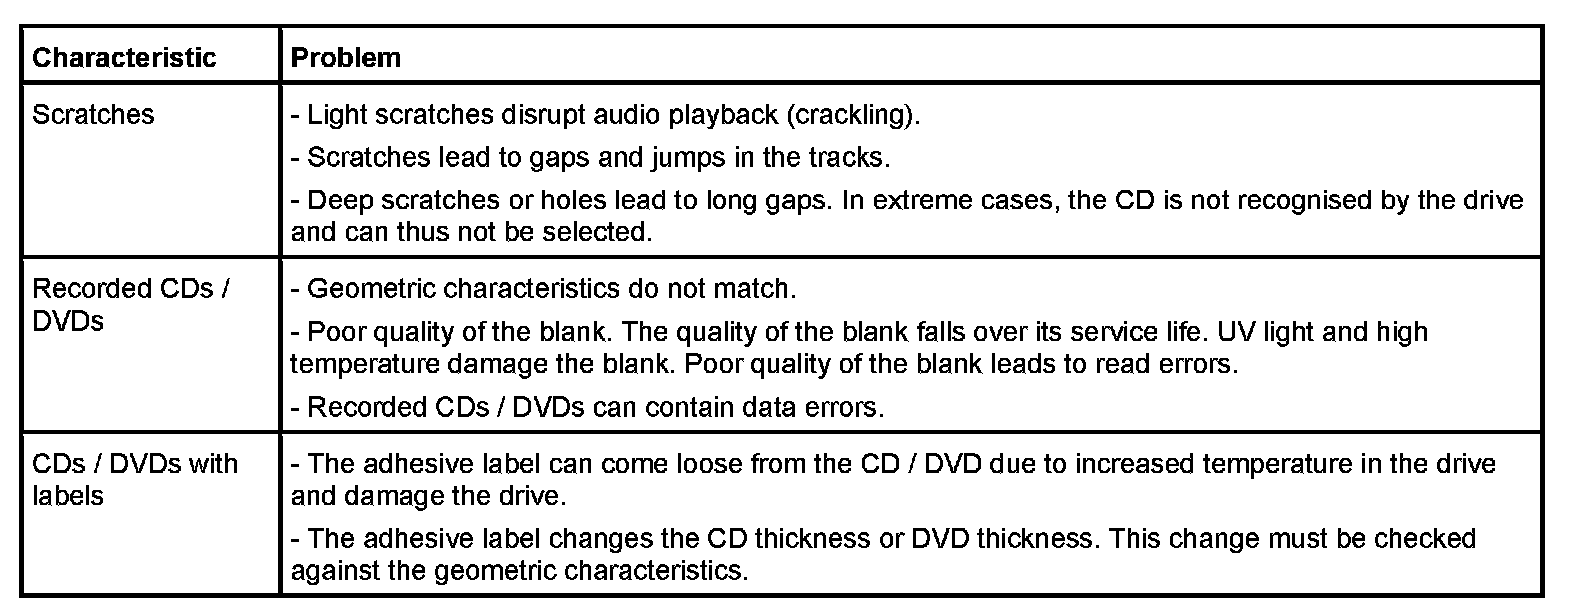 Characteristic
Problem
Scratches
- Light scratches disrupt audio playback (crackling).
- Scratches lead to gaps and jumps in the tracks.
- Deep scratches or holes lead to long gaps. In extreme cases, the CD is not recognised by the drive
and can thus not be selected.
Recorded CDs /
DVDs
- Geometric characteristics do not match.
- Poor quality of the blank. The quality of the blank falls over its service life. UV light and high
temperature damage the blank. Poor quality of the blank leads to read errors.
- Recorded CDs / DVDs can contain data errors.
CDs / DVDs with
labels
- The adhesive label can come loose from the CD / DVD due to increased temperature in the drive
and damage the drive.
- The adhesive label changes the CD thickness or DVD thickness. This change must be checked
against the geometric characteristics.